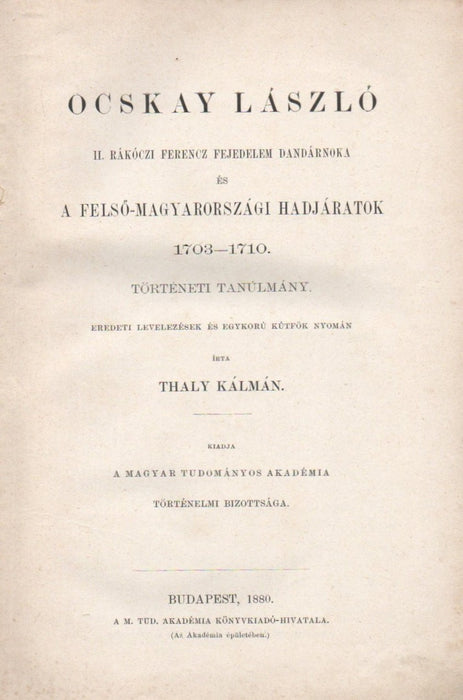 OCSKAY LÁSZLÓ
II. RÁKÓCZI FERENCZ FEJEDELEM DANDÁRNOKA
ÉS
A FELSŐ-MAGYARORSZÁGI HADJÁRATOK
1703—1710.
TÖRTÉNETI TANÚLMÁNY.
EREDETI LEVELEZÉSEK ÉS EGYKORÚ KÚTFŐK NYOMÁN
ÍRTA
THALY KÁLMÁN.
KIADJA
A MAGYAR TUDOMÁNYOS AKADÉMIA
TÖRTÉNELMI BIZOTTSÁGA.
BUDAPEST, 1880.
A M. TUD. AKADÉMIA KÖNYVKIADÓ-HIVATALA.
(Az Akadémia épületében.)